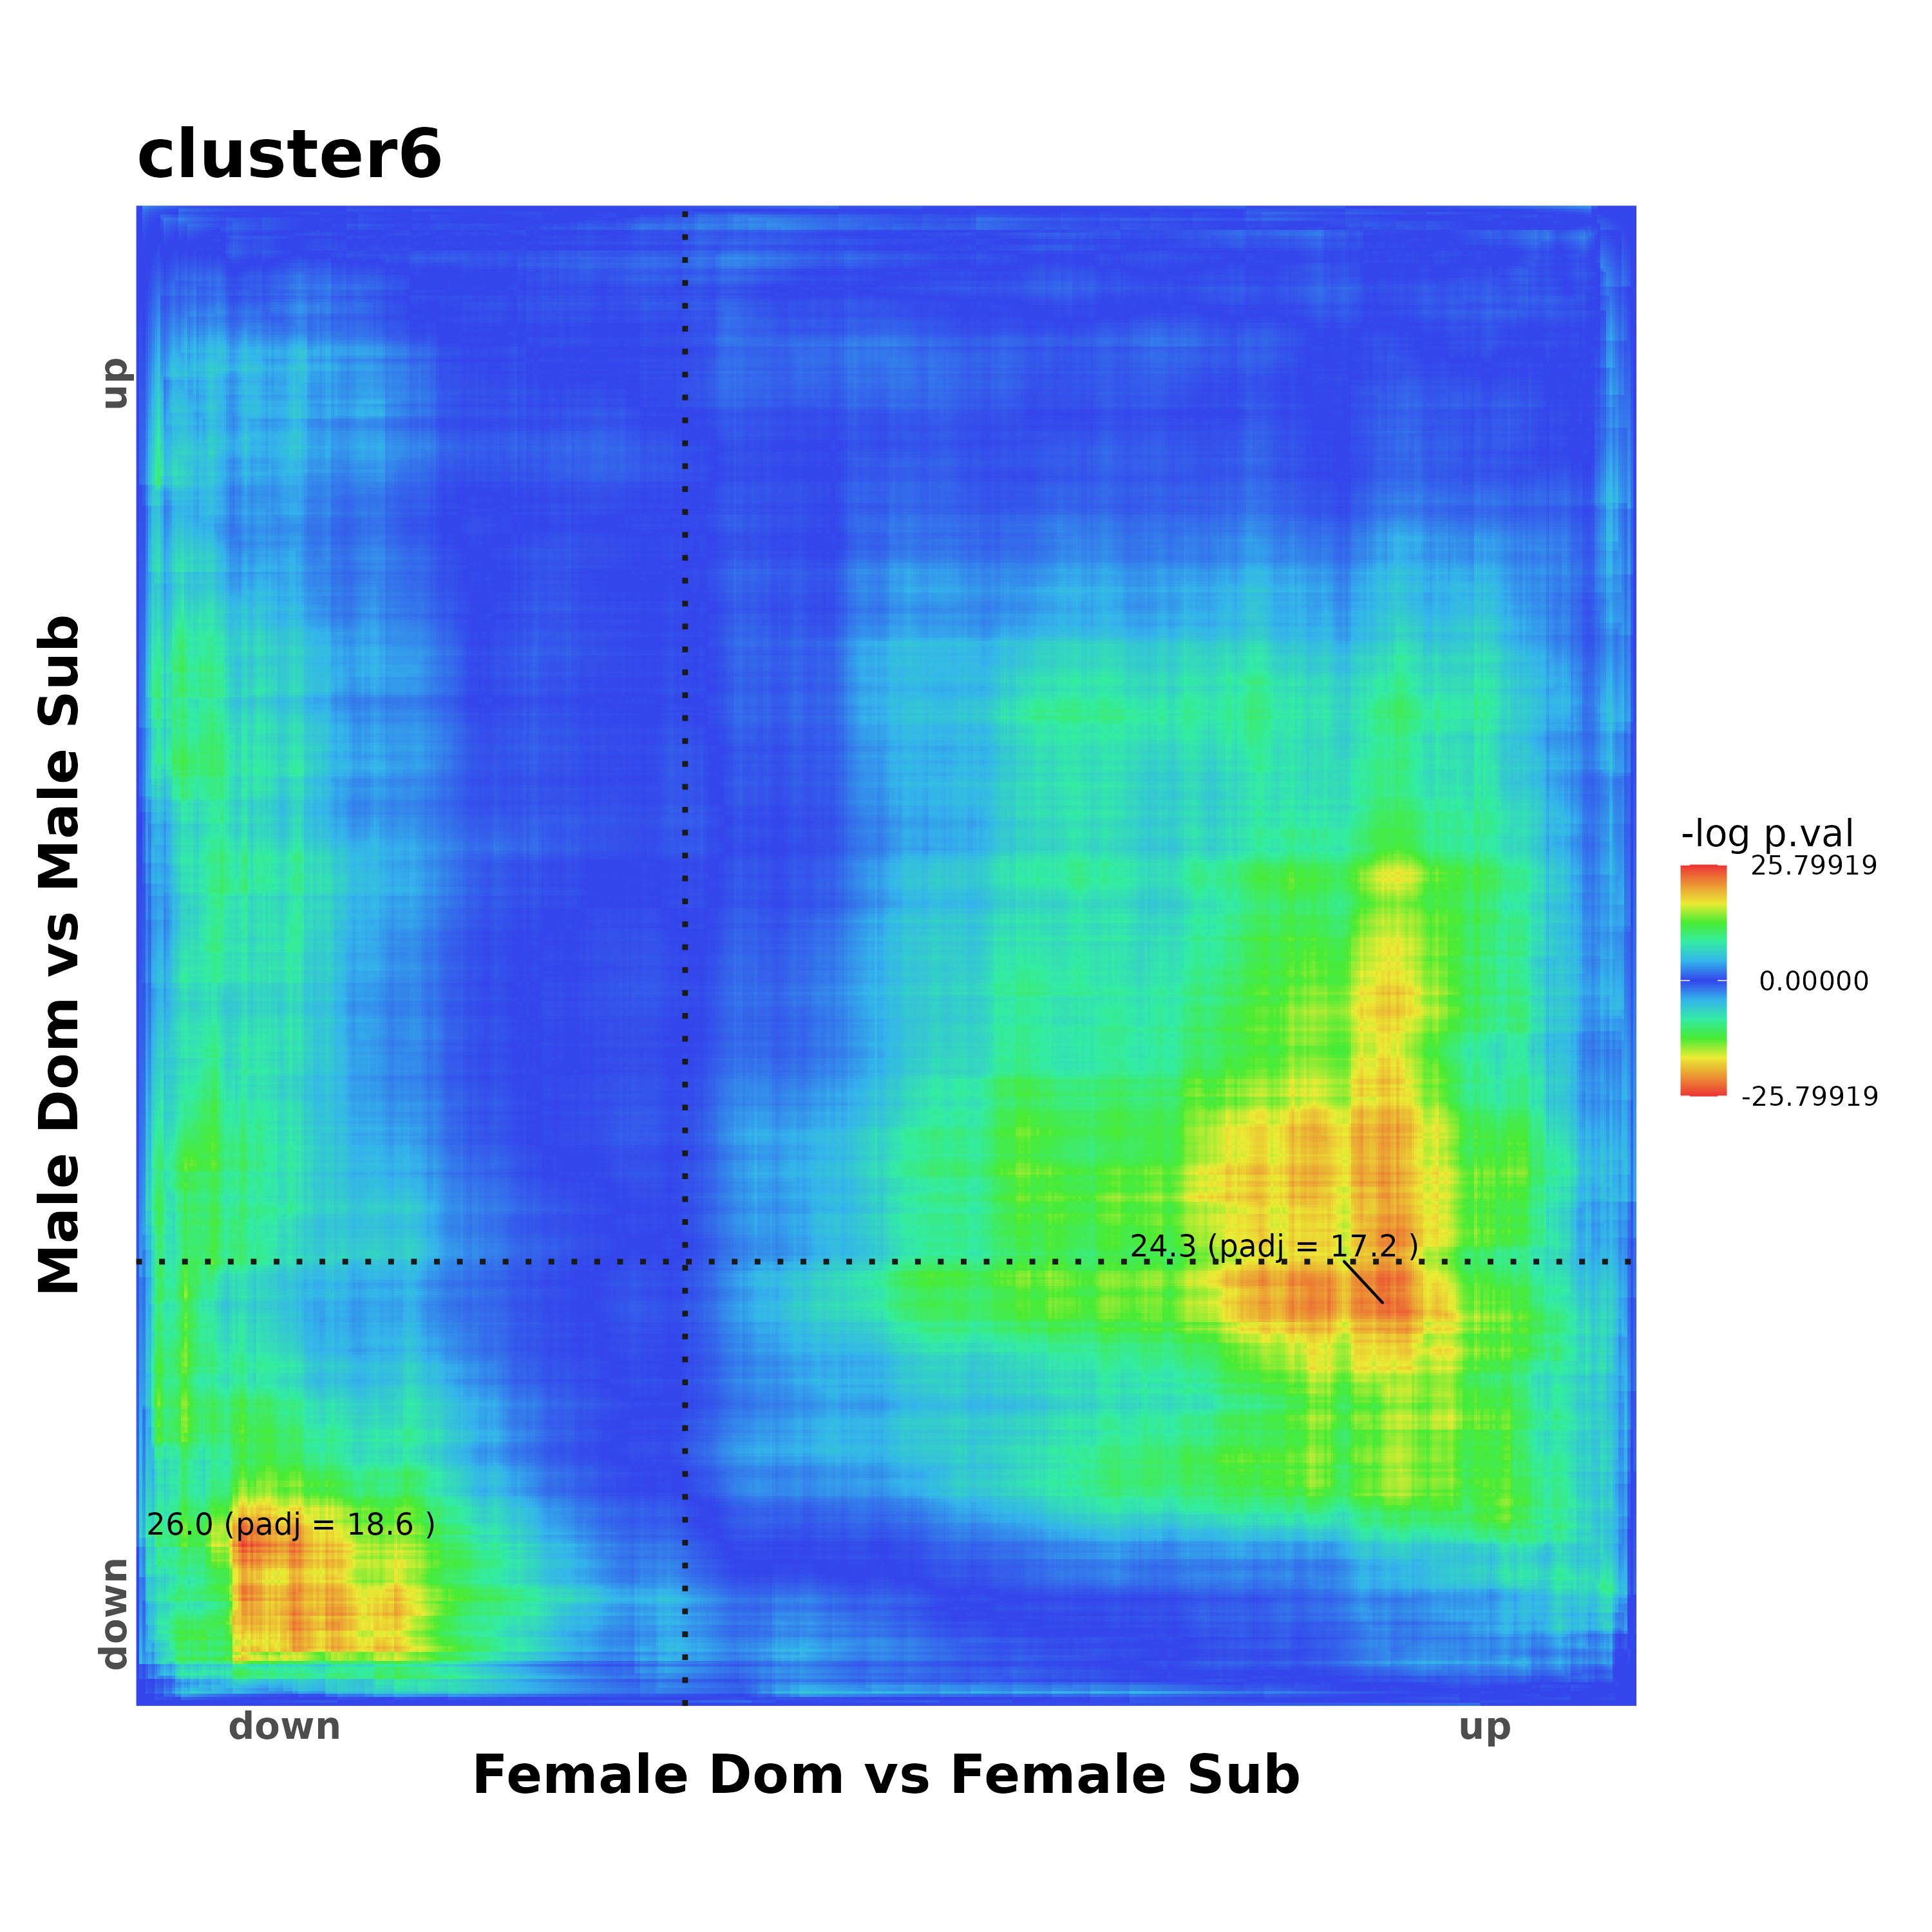 cluster6
up
Male Dom vs Male Sub
down
24.3 (padj = 17.2 )
26.0 (padj = 18.6 )
down
up
Female Dom vs Female Sub
-log p.val
25.79919
0.00000
-25.79919